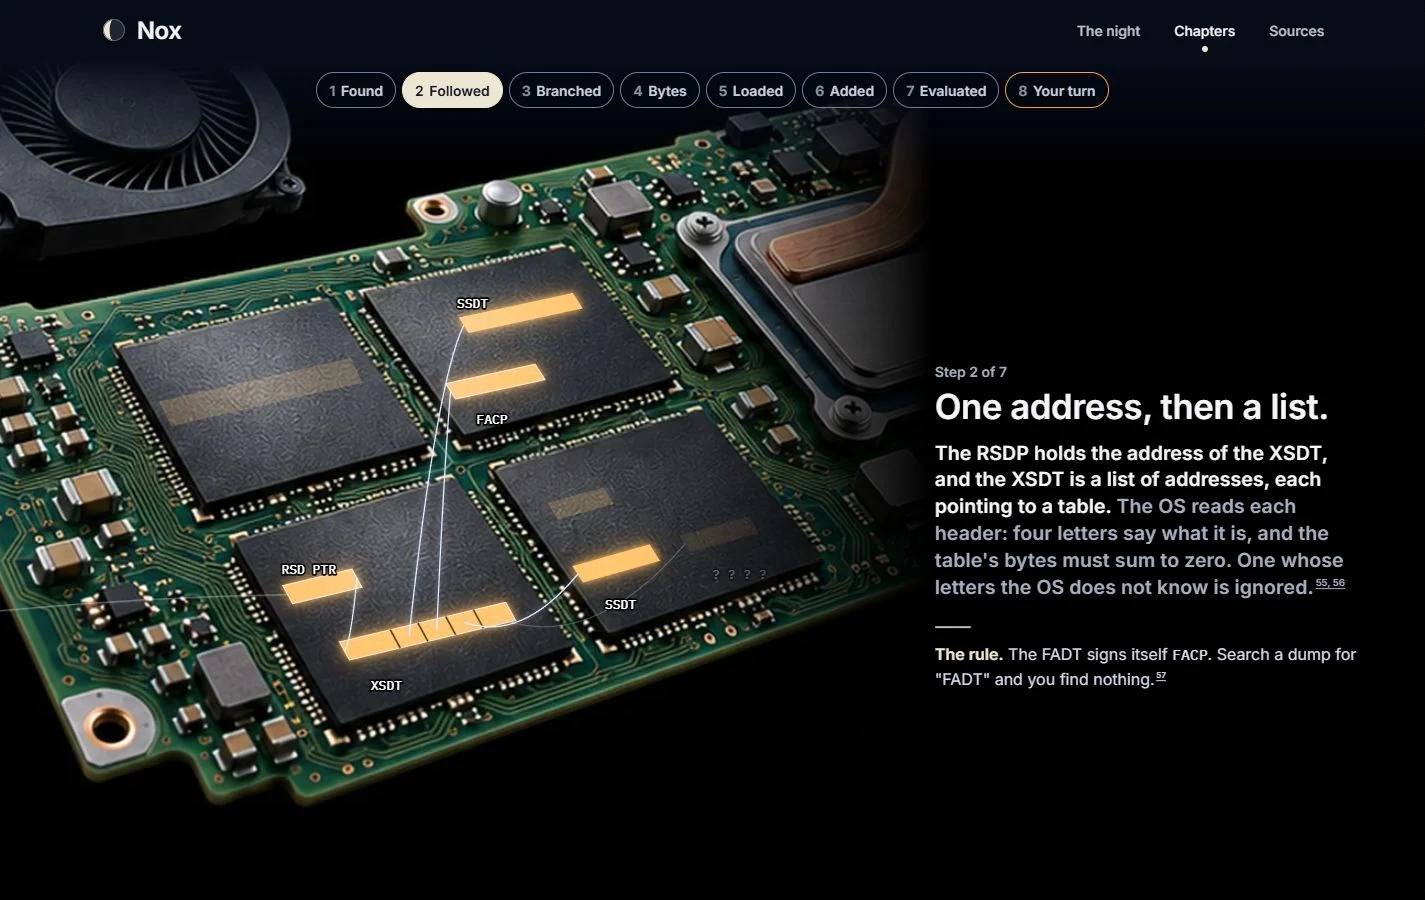 Nox
The night
Chapters
Sources
1 Found
2 Followed
3 Branched
4 Bytes
5 Loaded
6 Added
7 Evaluated
8 Your turn
SSDT
FACP
RSD PTR
XSDT
SSDT
? ? ? ?
Step 2 of 7
One address, then a list.
The RSDP holds the address of the XSDT,
and the XSDT is a list of addresses, each
pointing to a table. The OS reads each
header: four letters say what it is, and the
table's bytes must sum to zero. One whose
letters the OS does not know is ignored.55, 56
The rule. The FADT signs itself FACP. Search a dump for
"FADT" and you find nothing.57